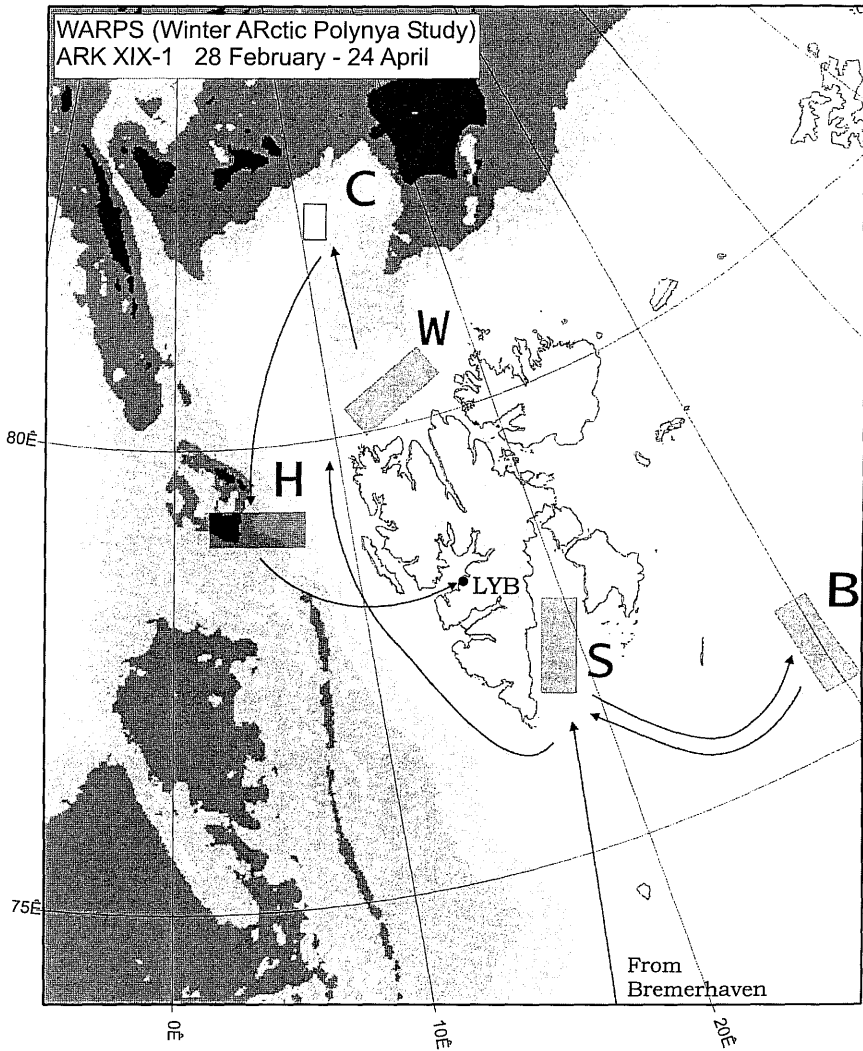 WARPS (Winter ARctic Polynya Study)
ARK XIX-1 28 February - 24 April
C
W
80Ê
H
LYB
B
S
75Ê
From
Bremerhaven
0Ê
10Ê
20Ê